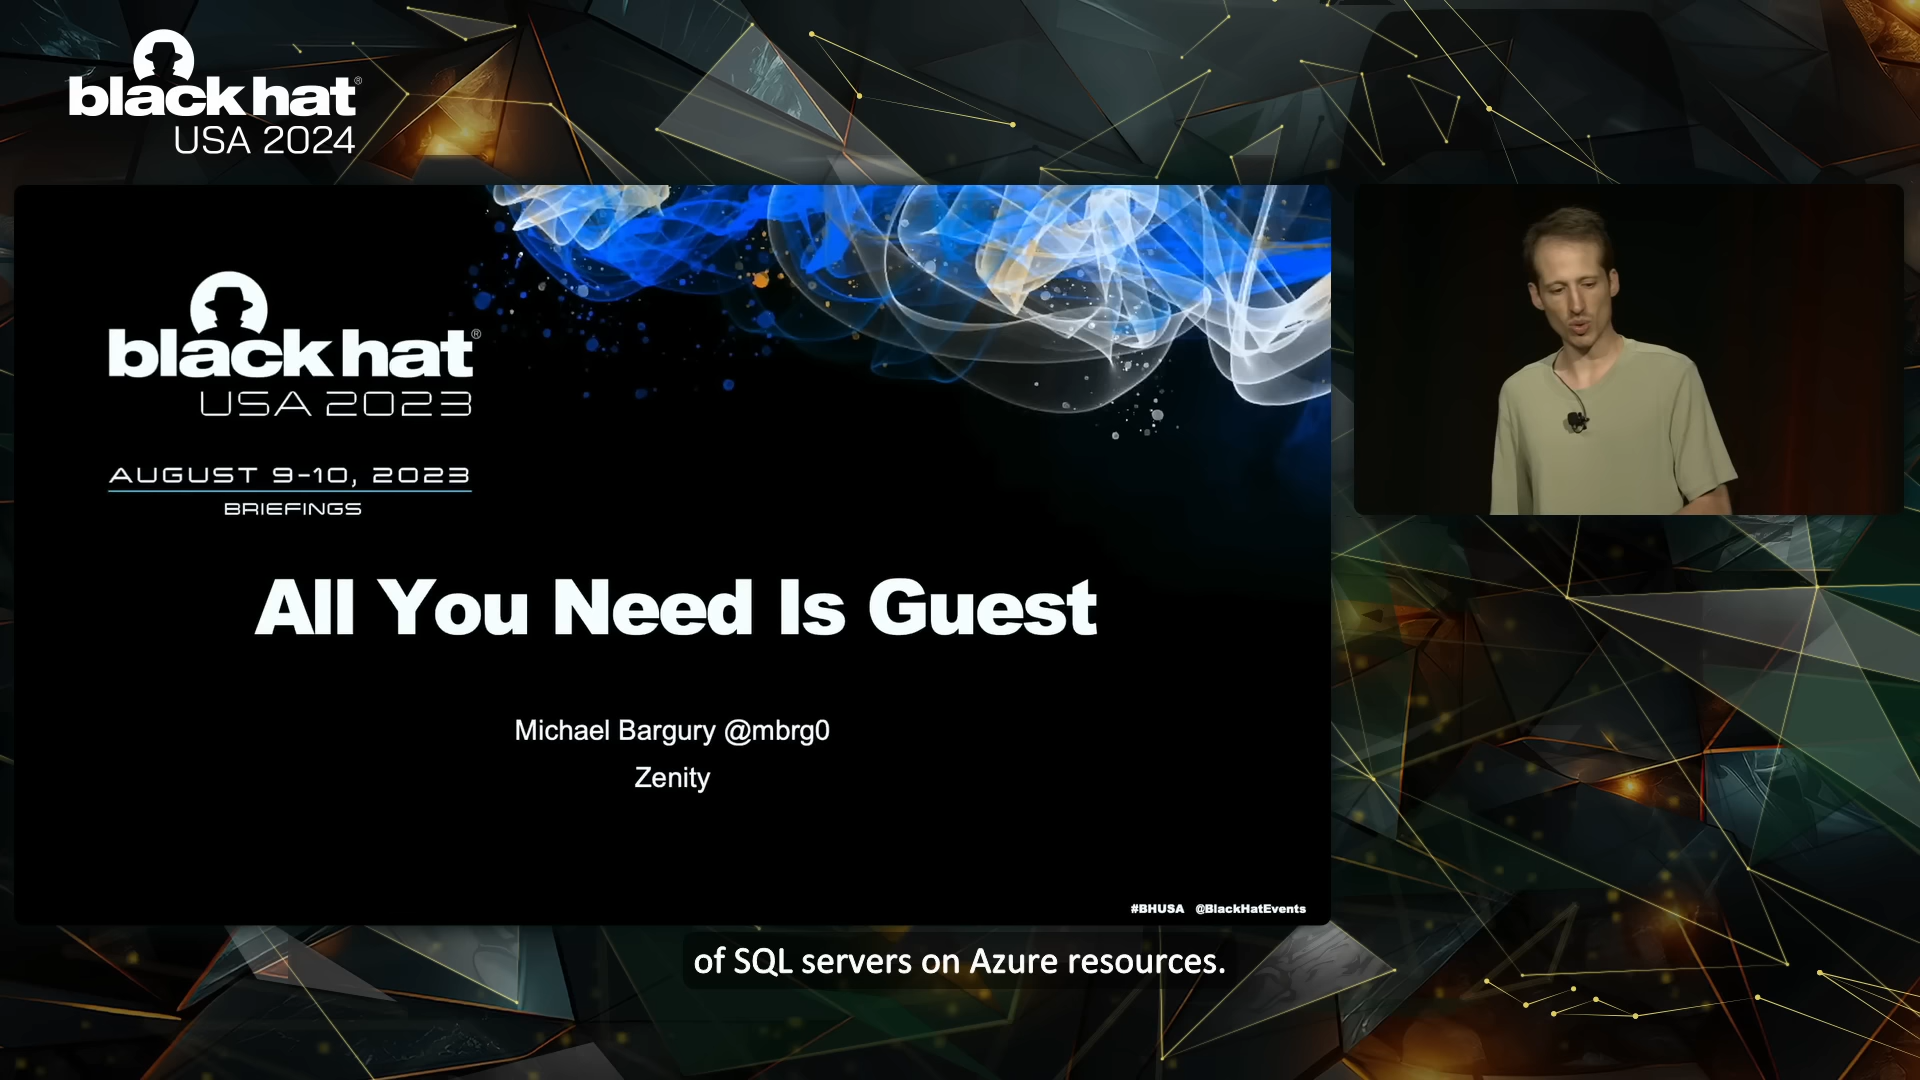 black hat®
USA 2024
black hat®
USA 2023
AUGUST 9-10, 2023
BRIEFINGS
All You Need Is Guest
Michael Bargury @mbrg0
Zenity
#BHUSA @BlackHatEvents
of SQL servers on Azure resources.